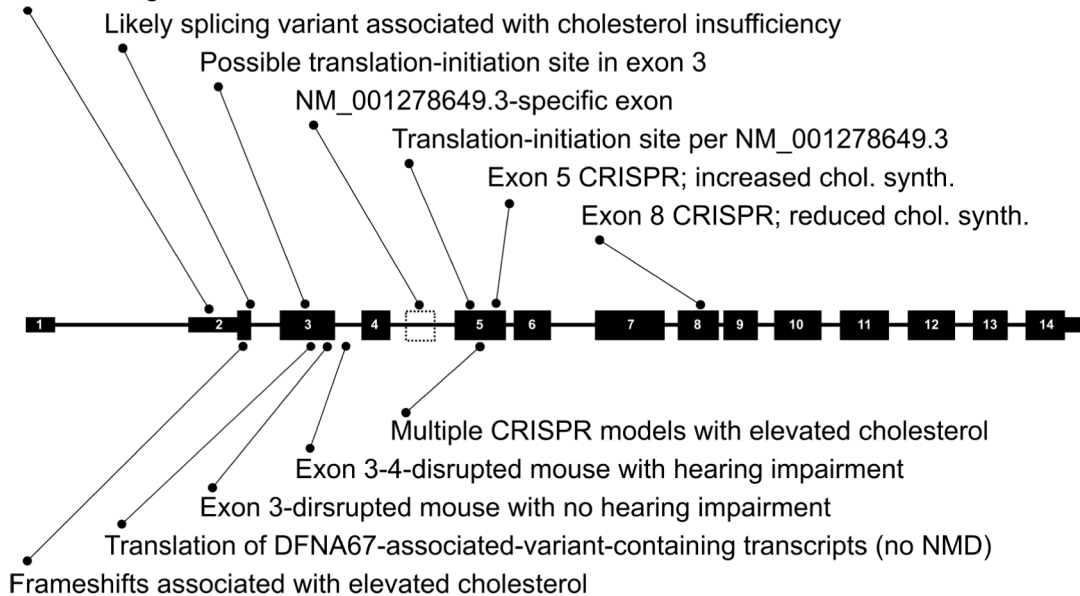 Likely splicing variant associated with cholesterol insufficiency
Possible translation-initiation site in exon 3
NM_001278649.3-specific exon
Translation-initiation site per NM_001278649.3
Exon 5 CRISPR; increased chol. synth.
Exon 8 CRISPR; reduced chol. synth.
1 2 3 4 5 6 7 8 9 10 11 12 13 14
Multiple CRISPR models with elevated cholesterol
Exon 3-4-disrupted mouse with hearing impairment
Exon 3-dirsrupted mouse with no hearing impairment
Translation of DFNA67-associated-variant-containing transcripts (no NMD)
Frameshifts associated with elevated cholesterol